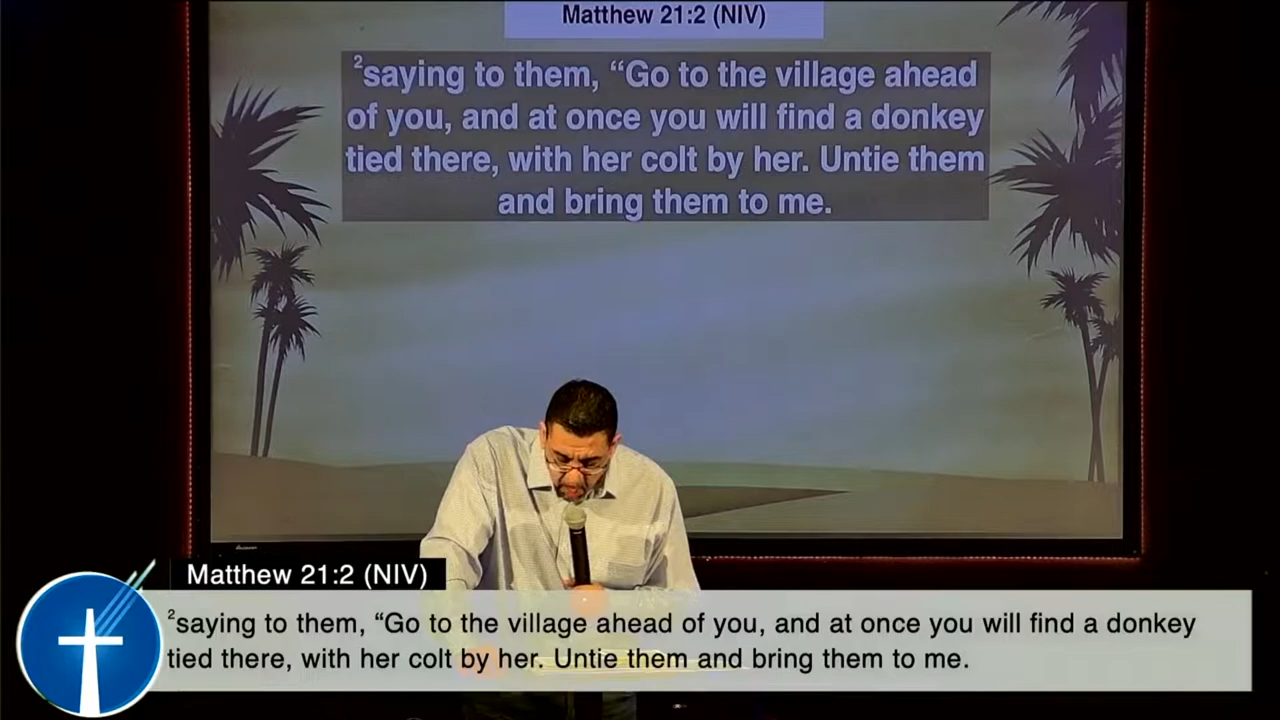 Matthew 21:2 (NIV)
²saying to them, “Go to the village ahead
of you, and at once you will find a donkey
tied there, with her colt by her. Untie them
and bring them to me.
Matthew 21:2 (NIV)
²saying to them, “Go to the village ahead of you, and at once you will find a donkey
tied there, with her colt by her. Untie them and bring them to me.